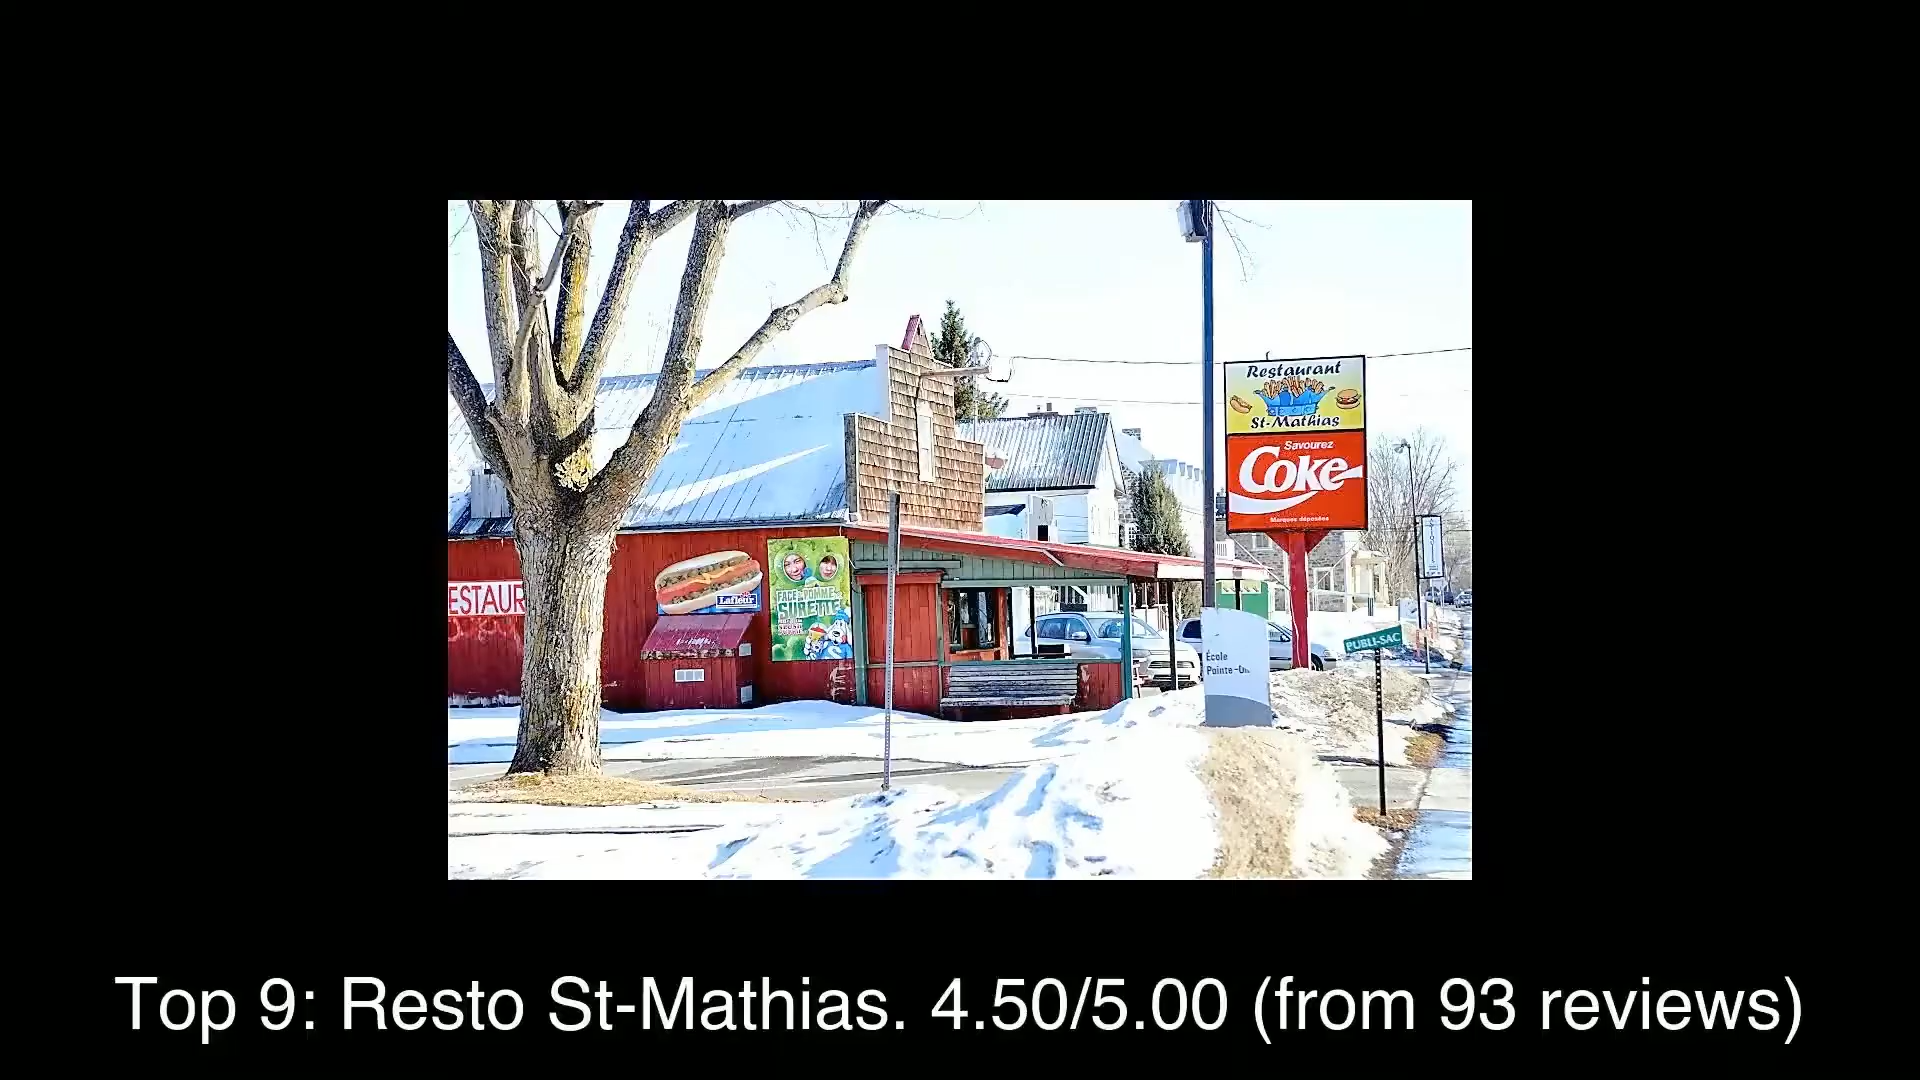 Restaurant
St-Mathias
Savourez
Coke
Marques déposées
ESTAUR
Lafleur
FACE DE POMME
SURETTE
École
PUBLI-SAC
Top 9: Resto St-Mathias. 4.50/5.00 (from 93 reviews)